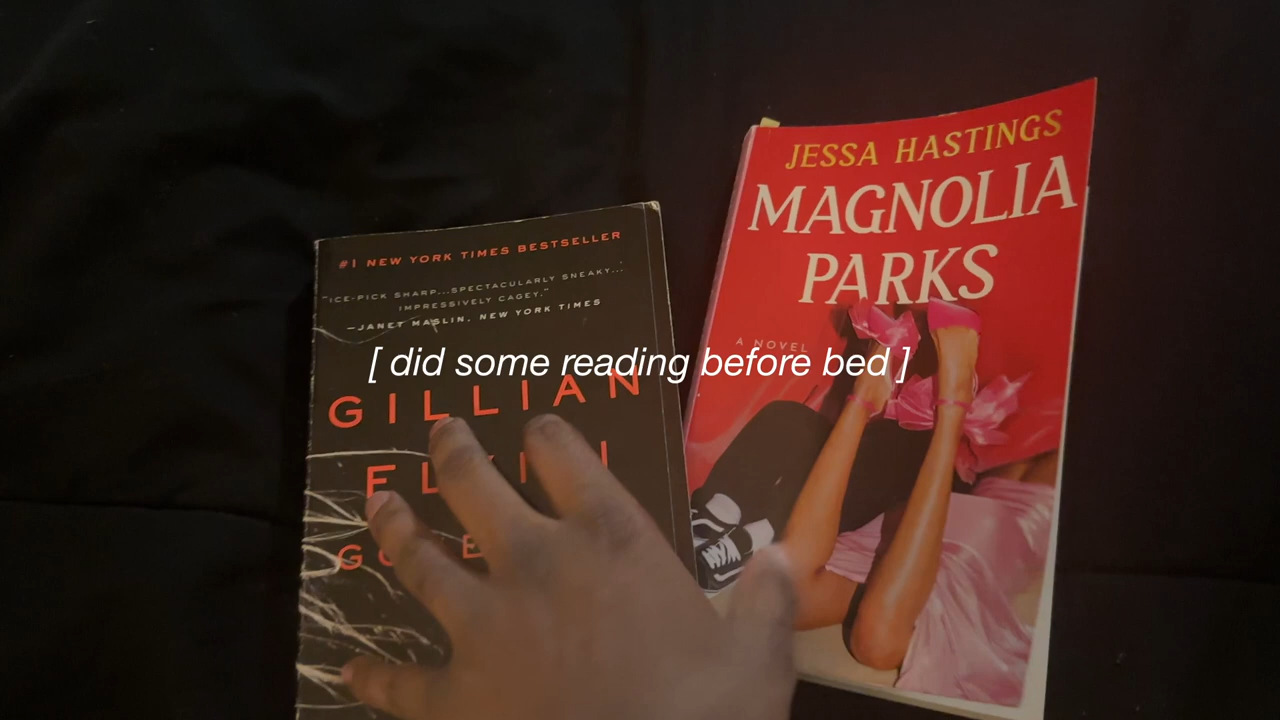 #1 NEW YORK TIMES BESTSELLER
"ICE-PICK SHARP...SPECTACULARLY SNEAKY...
IMPRESSIVELY CAGEY."
—JANET MASLIN, NEW YORK TIMES
GILLIAN
JESSA HASTINGS
MAGNOLIA
PARKS
A NOVEL
[ did some reading before bed ]